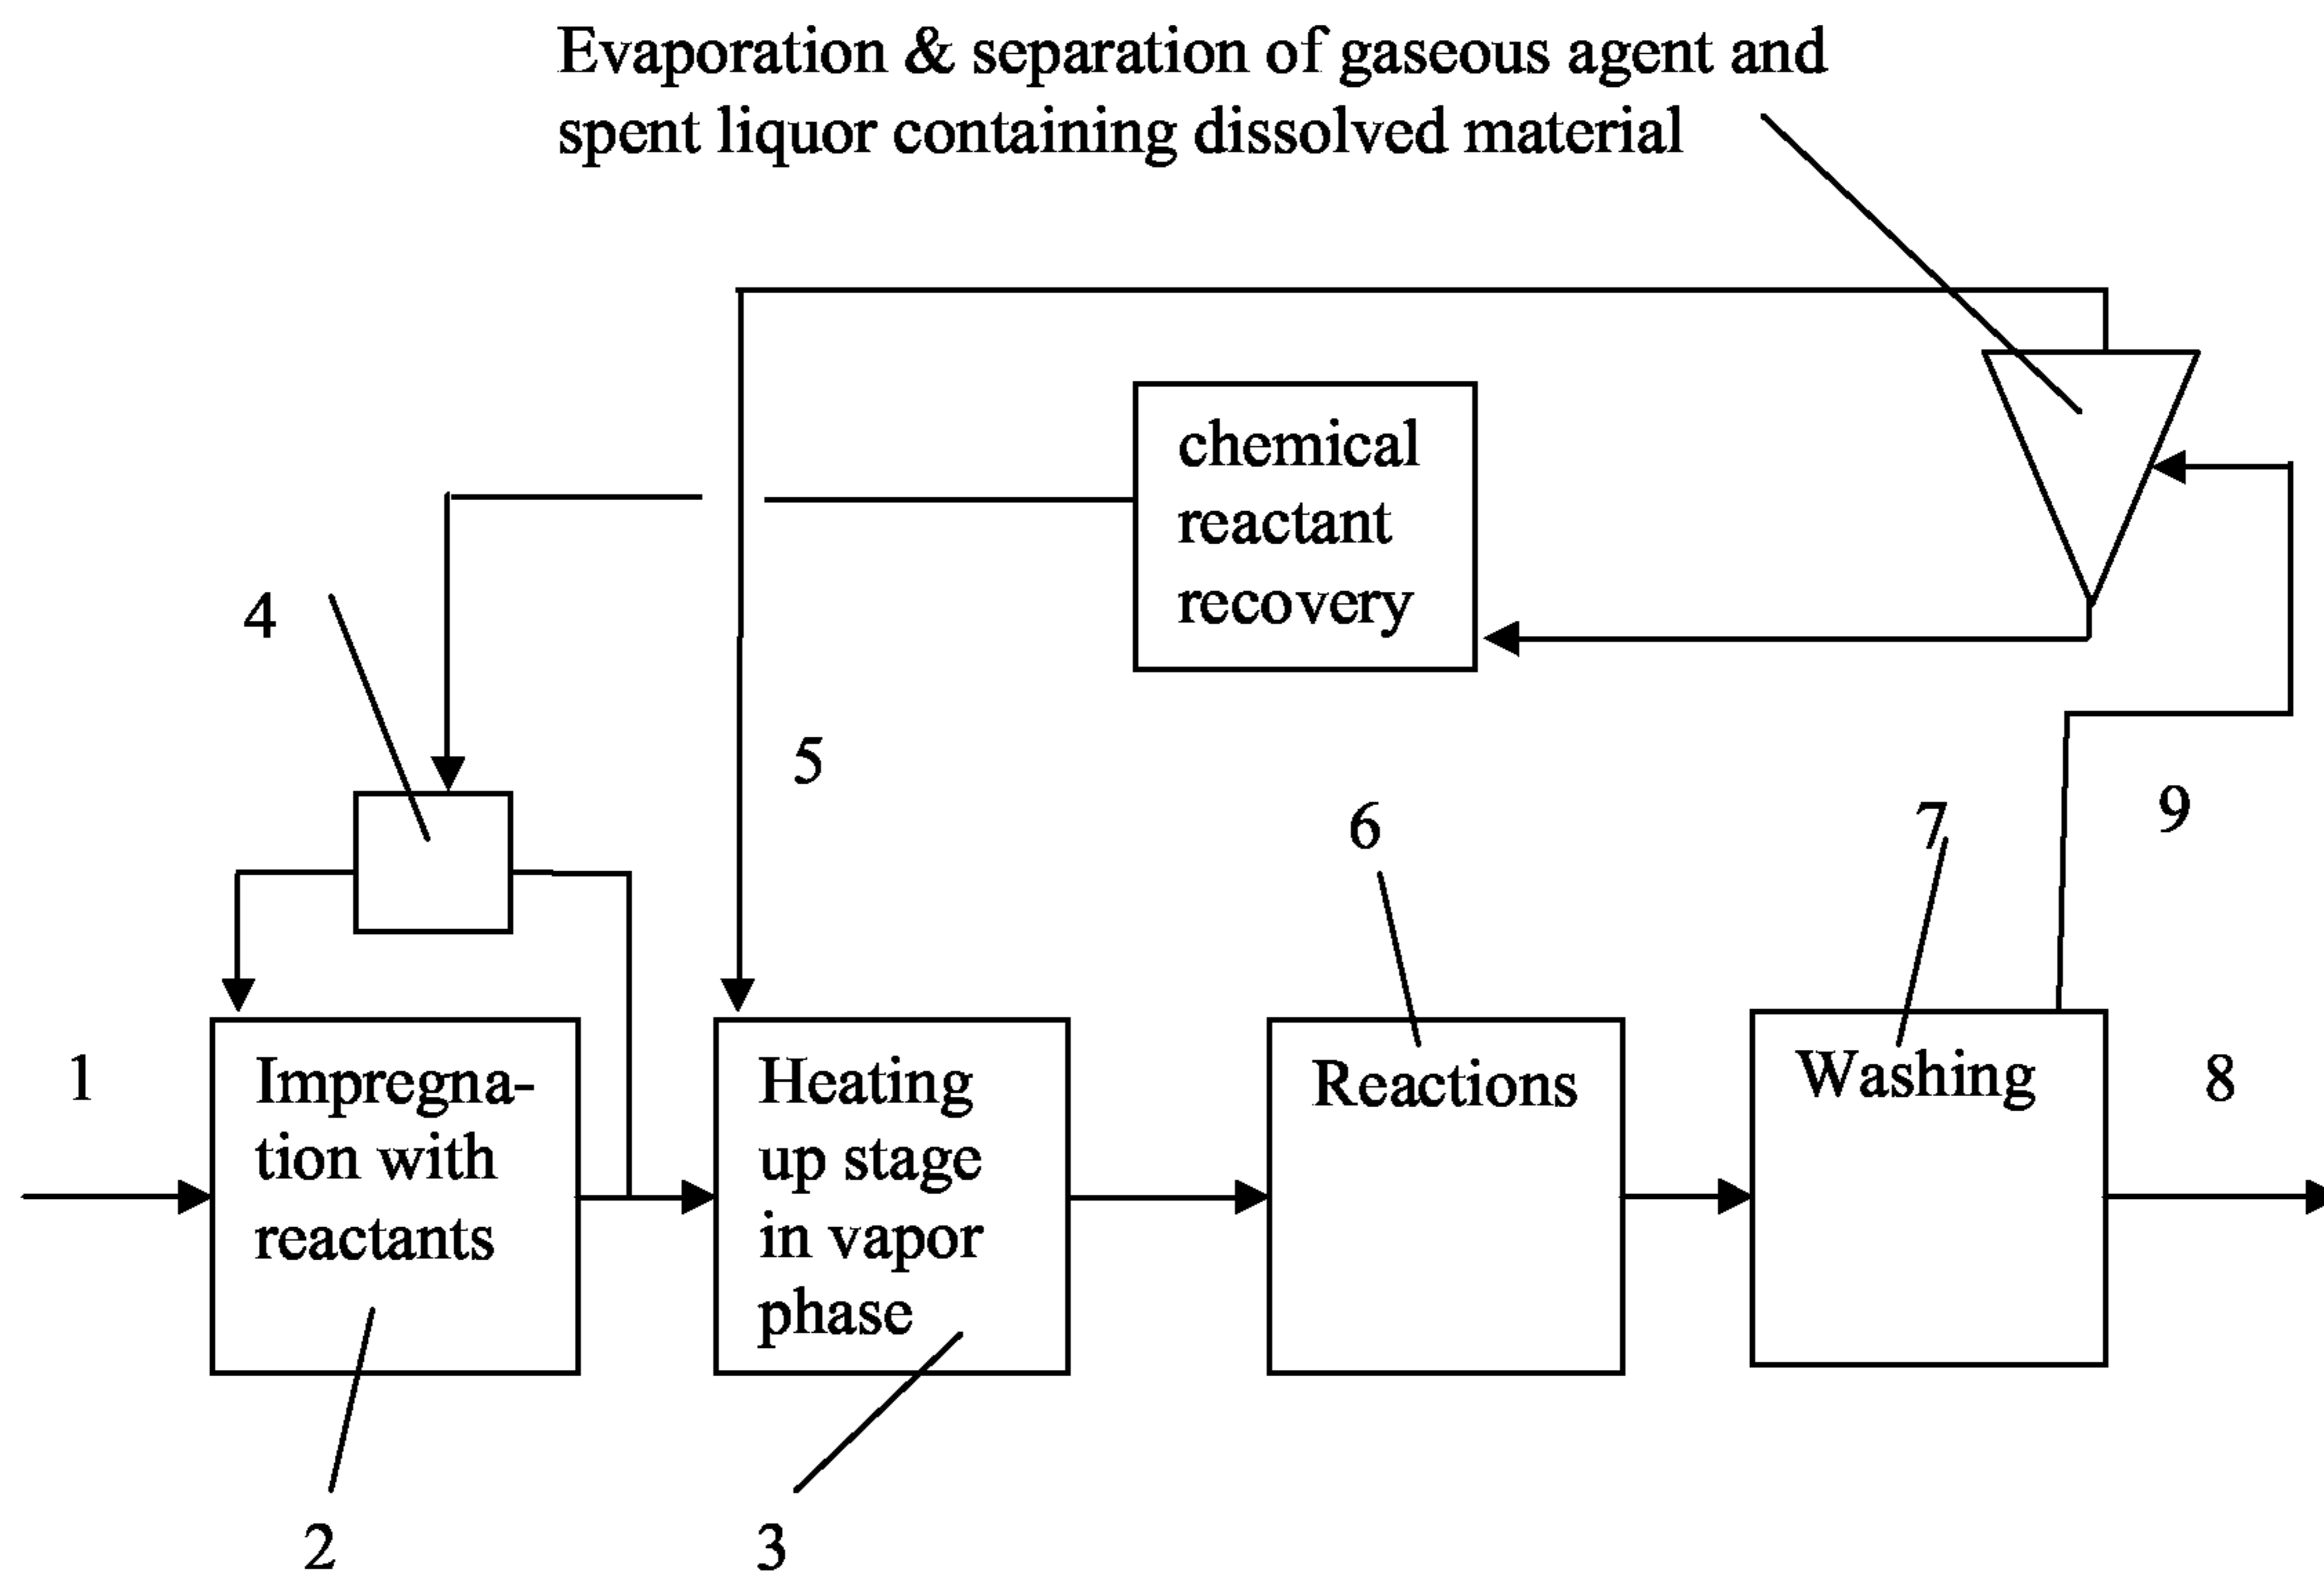 Evaporation & separation of gaseous agent and
spent liquor containing dissolved material
chemical
reactant
recovery
4
5
6
7
9
1
Impregna-
tion with
reactants
Heating
up stage
in vapor
phase
Reactions
Washing
8
2
3